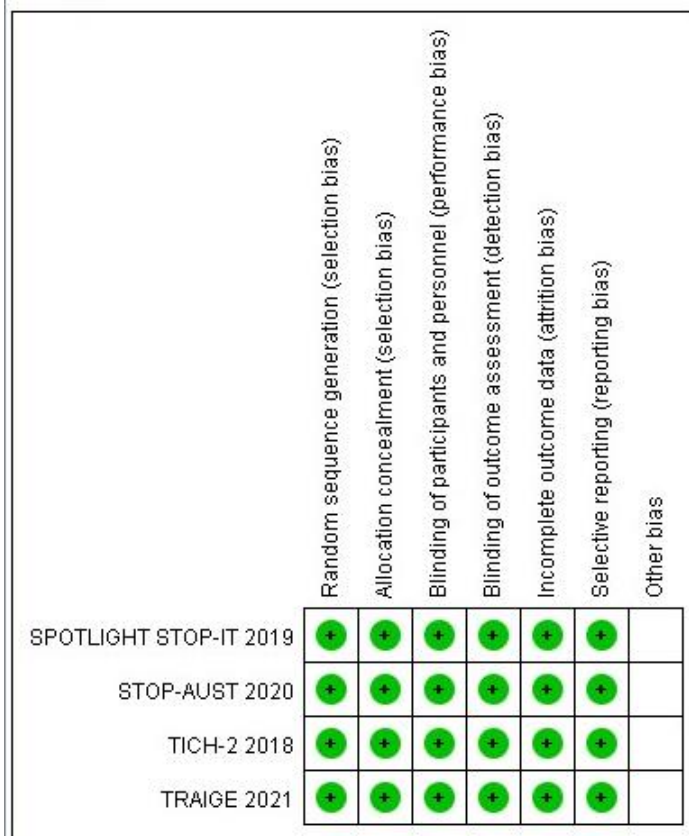 Random sequence generation (selection bias)
Allocation concealment (selection bias)
Blinding of participants and personnel (performance bias)
Blinding of outcome assessment (detection bias)
Incomplete outcome data (attrition bias)
Selective reporting (reporting bias)
Other bias
SPOTLIGHT STOP-IT 2019 + + + + + +
STOP-AUST 2020 + + + + + +
TICH-2 2018 + + + + + +
TRAIGE 2021 + + + + + +